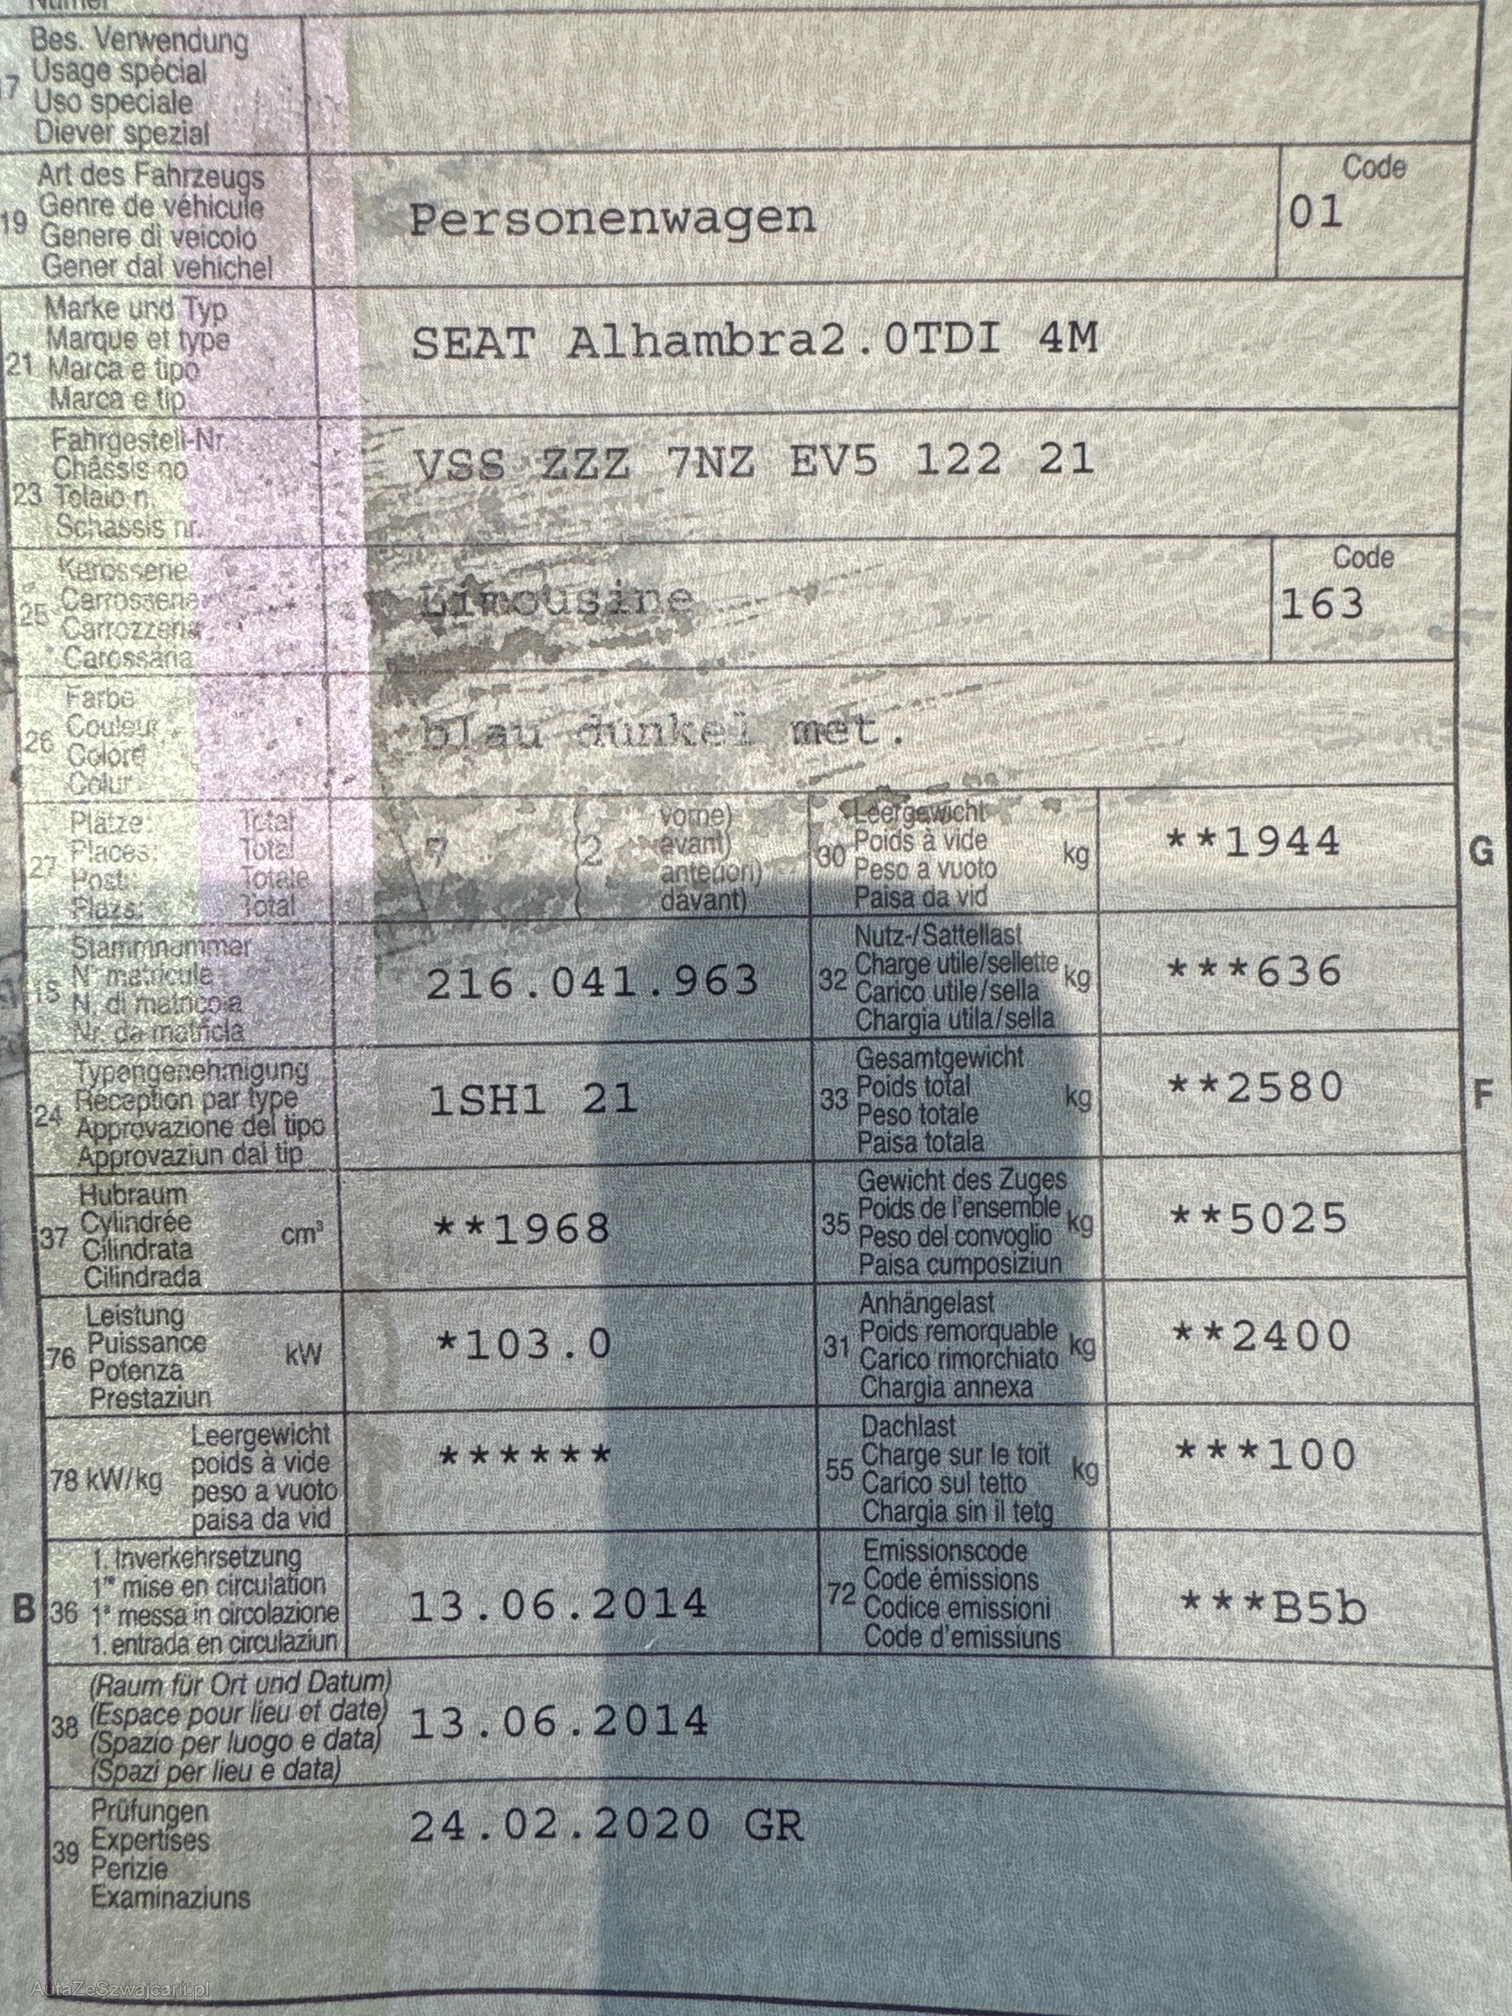 Numer
Bes. Verwendung
Usage spécial
17
Uso speciale
Diever spezial
Art des Fahrzeugs
Genre de véhicule
19
Genere di veicolo
Gener dal vehichel
Personenwagen
Code
01
Marke und Typ
Marque et type
21 Marca e tipo
Marca e tip
SEAT Alhambra2.0TDI 4M
Fahrgestell-Nr.
Châssis no
23 Telaio n.
Schassis nr.
VSS ZZZ 7NZ EV5 122 21
Karosserie
25 Carrosserie
Carrozzeria
Carossaria
Limousine
Code
163
Farbe
Couleur
26 Colore
Colur
blau dunkel met.
Plätze: Total
Places: Total
27 Posti: Totale
Plazs: Total
7 (2 vorne)
avant)
anteriori)
davant)
Leergewicht
30 Poids à vide kg
Peso a vuoto
Paisa da vid
**1944
G
Stammnummer
N° matricule
18 N. di matricola
Nr. da matricla
216.041.963
Nutz-/Sattellast
32 Charge utile/sellette kg
Carico utile/sella
Chargia utila/sella
***636
Typengenehmigung
24 Réception par type
Approvazione del tipo
Approvaziun dal tip
1SH1 21
Gesamtgewicht
33 Poids total kg
Peso totale
Paisa totala
**2580
F
Hubraum
37 Cylindrée cm³
Cilindrata
Cilindrada
**1968
Gewicht des Zuges
35 Poids de l'ensemble kg
Peso del convoglio
Paisa cumposiziun
**5025
Leistung
76 Puissance kW
Potenza
Prestaziun
*103.0
Anhängelast
31 Poids remorquable kg
Carico rimorchiato
Chargia annexa
**2400
Leergewicht
78 kW/kg poids à vide
peso a vuoto
paisa da vid
******
Dachlast
55 Charge sur le toit kg
Carico sul tetto
Chargia sin il tetg
***100
1. Inverkehrsetzung
1re mise en circulation
B 36 1a messa in circolazione
1. entrada en circulaziun
13.06.2014
Emissionscode
72 Code émissions
Codice emissioni
Code d'emissiuns
***B5b
(Raum für Ort und Datum)
38 (Espace pour lieu et date)
(Spazio per luogo e data)
(Spazi per lieu e data)
13.06.2014
Prüfungen
39 Expertises
Perizie
Examinaziuns
24.02.2020 GR
AutaZeSzwajcarii.pl